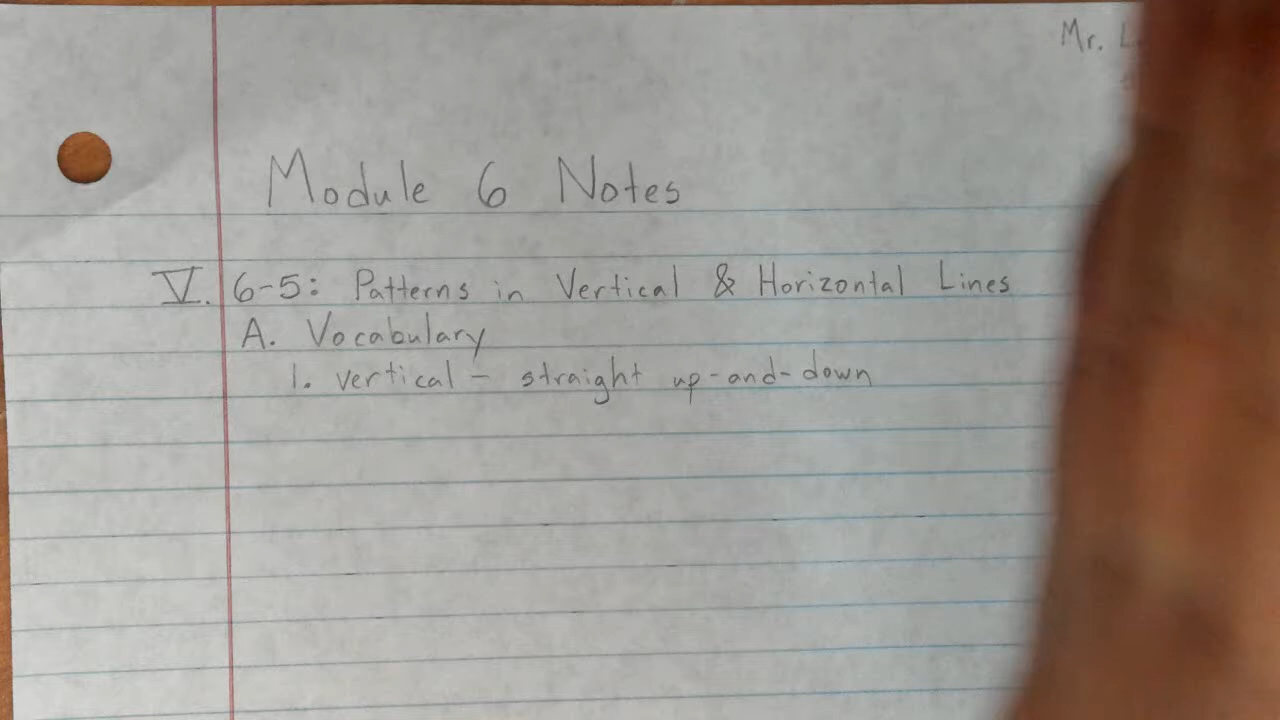 Mr.
Module 6 Notes
V. 6-5: Patterns in Vertical & Horizontal Lines
A. Vocabulary
1. vertical - straight up-and-down